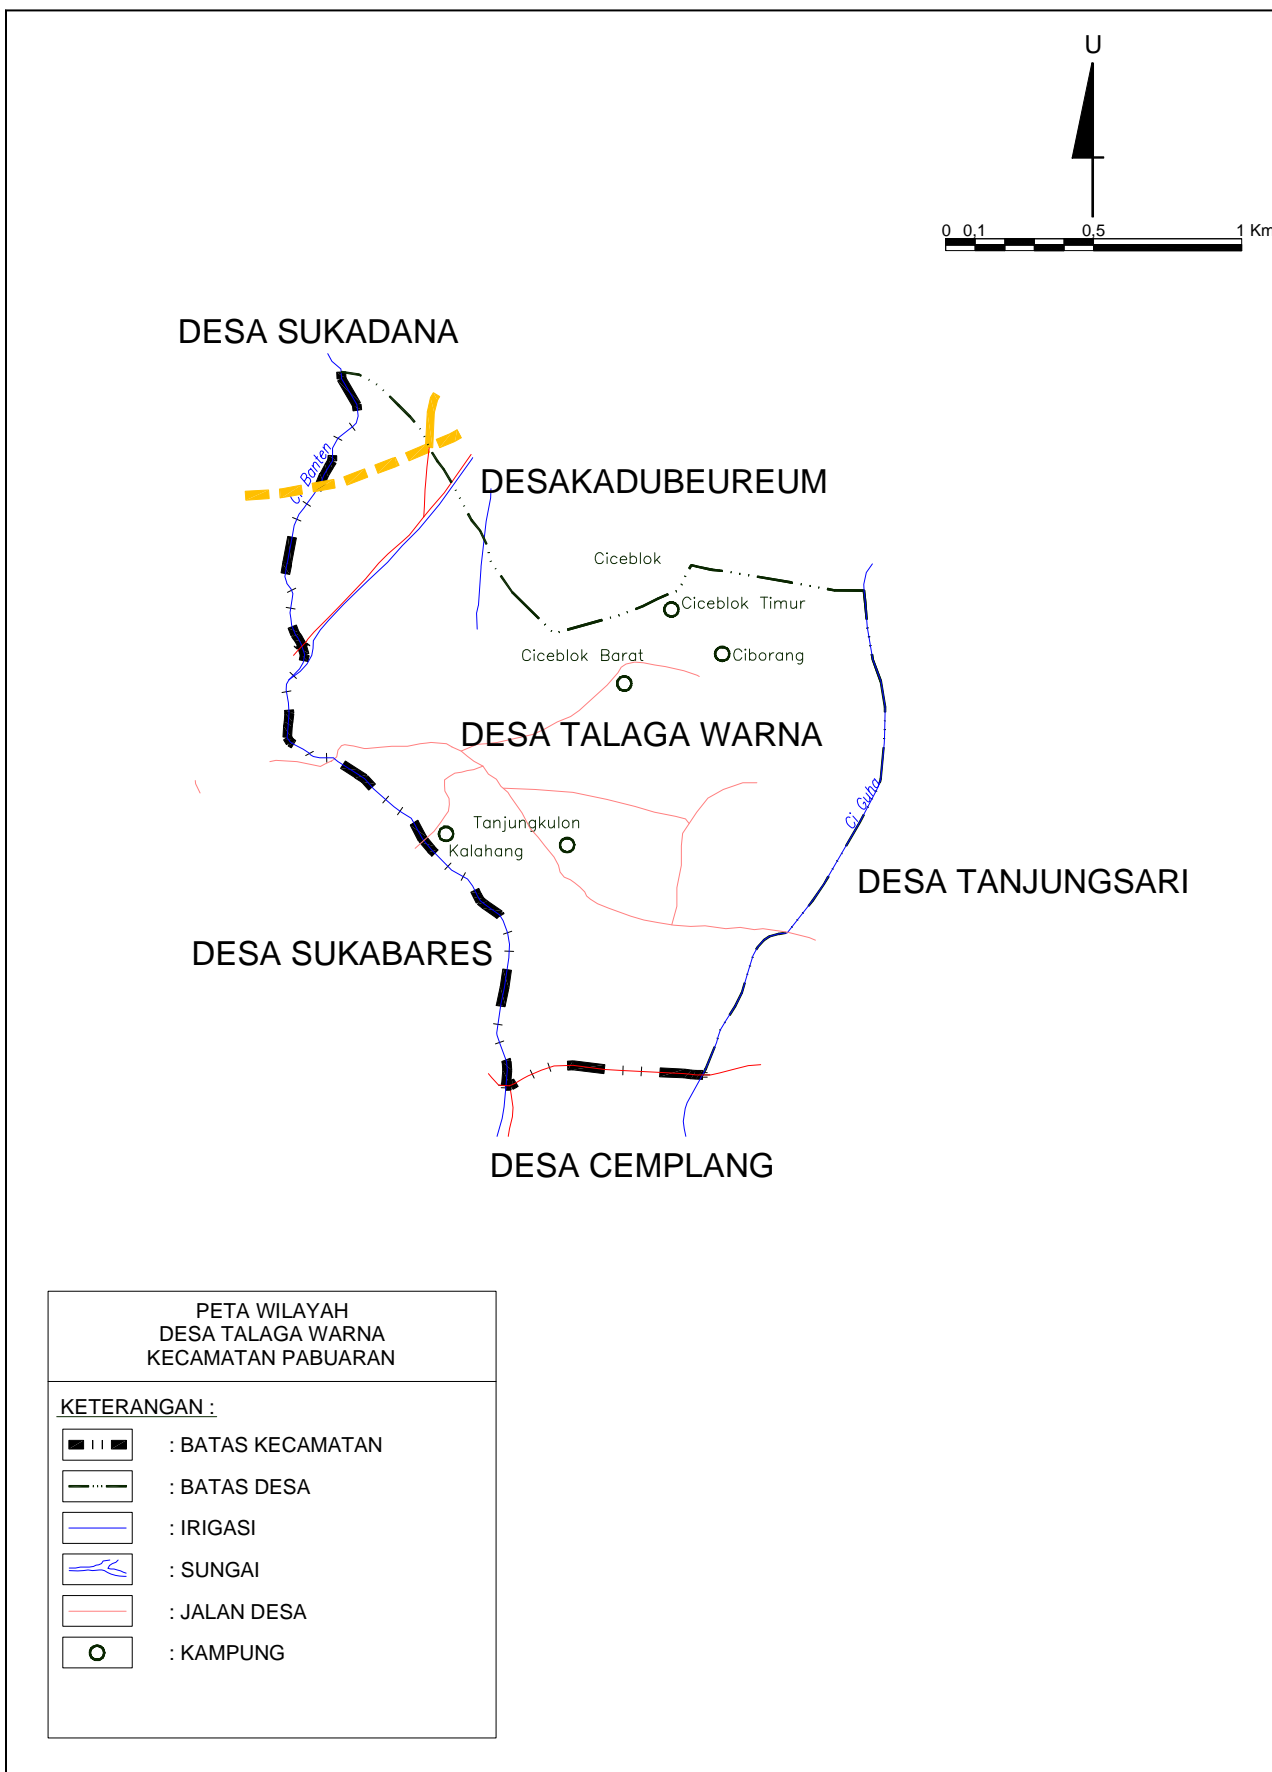 U
0 0,1 0,5 1 Km
DESA SUKADANA
Ci Banten
DESAKADUBEUREUM
Ciceblok
Ciceblok Timur
Ciceblok Barat
Ciborang
DESA TALAGA WARNA
Ci Guha
Tanjungkulon
Kalahang
DESA TANJUNGSARI
DESA SUKABARES
DESA CEMPLANG
PETA WILAYAH
DESA TALAGA WARNA
KECAMATAN PABUARAN
KETERANGAN :
: BATAS KECAMATAN
: BATAS DESA
: IRIGASI
: SUNGAI
: JALAN DESA
: KAMPUNG